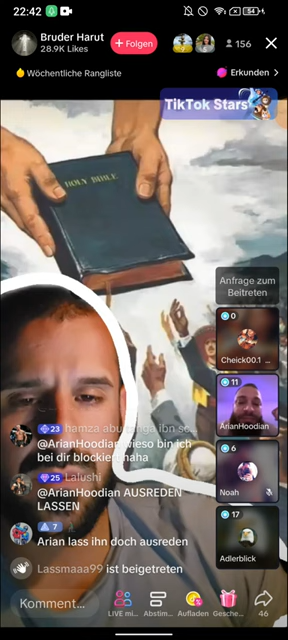 22:42
54
Bruder Harut
28.9K Likes
+ Folgen
156
Wöchentliche Rangliste
Erkunden >
TikTok Stars
HOLY BIBLE
Anfrage zum
Beitreten
0
Cheick00.1 ...
11
ArianHoodian
6
Noah
17
Adlerblick
23 hamza abu
@ArianHoodian wieso bin ich
bei dir blockiert haha
25 Lalushi
@ArianHoodian AUSREDEN
LASSEN
7
Arian lass ihn doch ausreden
Lassmaaa99 ist beigetreten
Komment...
LIVE mi...
Abstim...
Aufladen
Gesche...
46